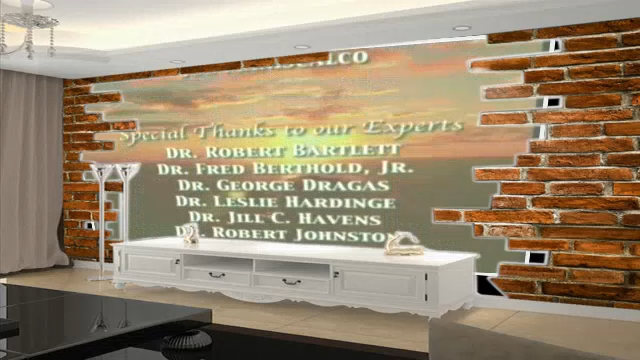 Special Thanks to our Experts
DR. ROBERT BARTLETT
DR. FRED BERTHOLD, JR.
DR. GEORGE DRAGAS
DR. LESLIE HARDINGE
DR. JILL C. HAVENS
DR. ROBERT JOHNSTON